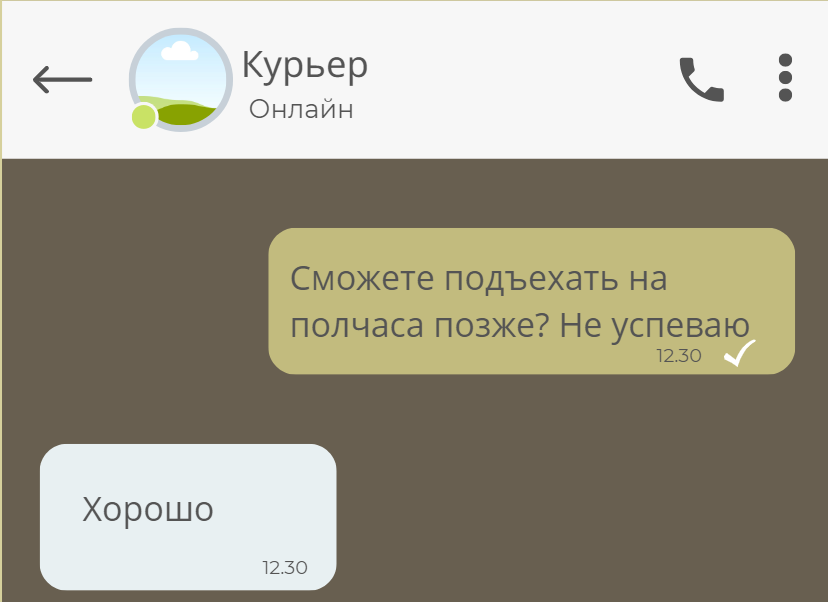 Курьер
Онлайн
Сможете подъехать на
полчаса позже? Не успеваю
12.30
Хорошо
12.30